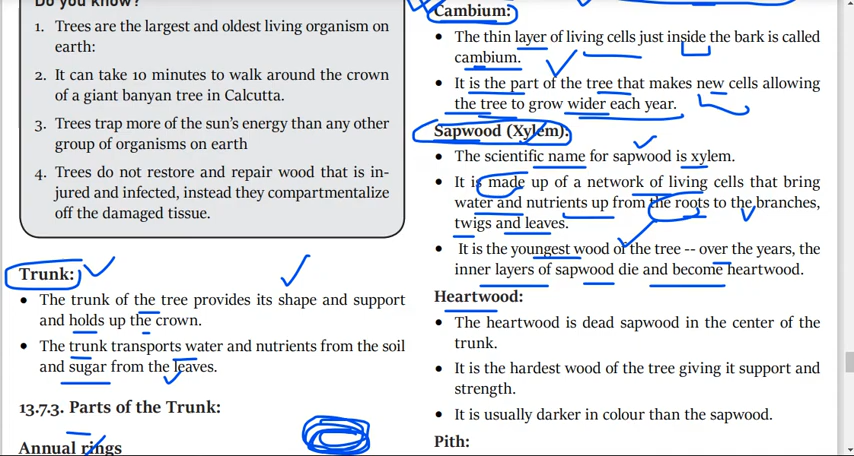 Do you know?
1. Trees are the largest and oldest living organism on
earth:
2. It can take 10 minutes to walk around the crown
of a giant banyan tree in Calcutta.
3. Trees trap more of the sun's energy than any other
group of organisms on earth
4. Trees do not restore and repair wood that is in-
jured and infected, instead they compartmentalize
off the damaged tissue.
Trunk:
• The trunk of the tree provides its shape and support
and holds up the crown.
• The trunk transports water and nutrients from the soil
and sugar from the leaves.
13.7.3. Parts of the Trunk:
Annual rings
Cambium:
• The thin layer of living cells just inside the bark is called
cambium.
• It is the part of the tree that makes new cells allowing
the tree to grow wider each year.
Sapwood (Xylem).
• The scientific name for sapwood is xylem.
• It is made up of a network of living cells that bring
water and nutrients up from the roots to the branches,
twigs and leaves.
• It is the youngest wood of the tree -- over the years, the
inner layers of sapwood die and become heartwood.
Heartwood:
• The heartwood is dead sapwood in the center of the
trunk.
• It is the hardest wood of the tree giving it support and
strength.
• It is usually darker in colour than the sapwood.
Pith: